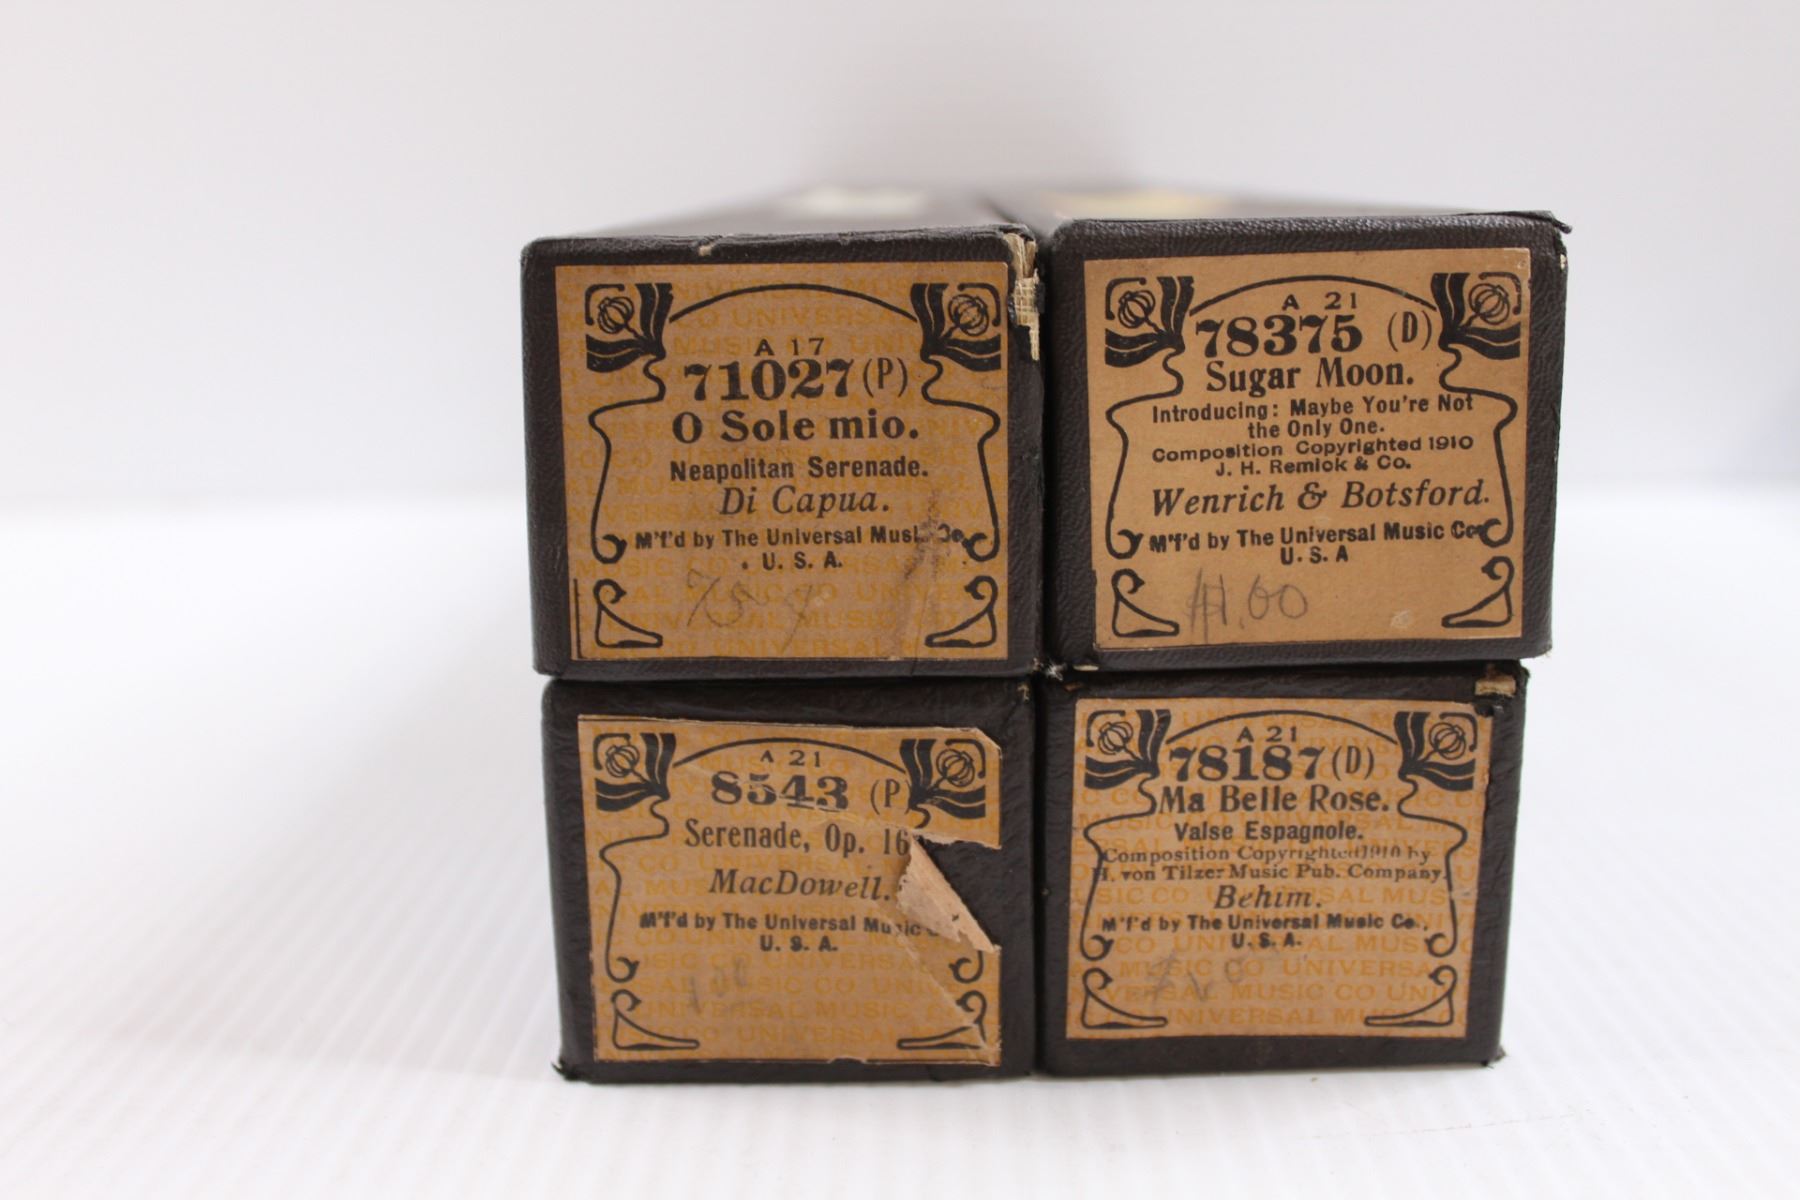 A 17
71027 (P)
O Sole mio.
Neapolitan Serenade.
Di Capua.
M'f'd by The Universal Music Co.
U. S. A.
A 21
78375 (D)
Sugar Moon.
Introducing: Maybe You're Not
the Only One.
Composition Copyrighted 1910
J. H. Remick & Co.
Wenrich & Botsford.
M'f'd by The Universal Music Co
U. S. A
$1.00
A 21
8543 (P)
Serenade, Op. 16
MacDowell.
M'f'd by The Universal Music
U. S. A.
1 00
A 21
78187 (D)
Ma Belle Rose.
Valse Espagnole.
Composition Copyrighted 1910 by
H. von Tilzer Music Pub. Company.
Behim.
M'f'd by The Universal Music Co.,
U. S. A.